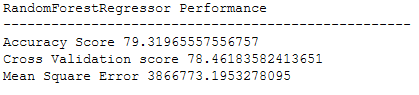 RandomForestRegressor Performance
----------------------------------------------------
Accuracy Score 79.31965557556757
Cross Validation score 78.46183582413651
Mean Square Error 3866773.1953278095